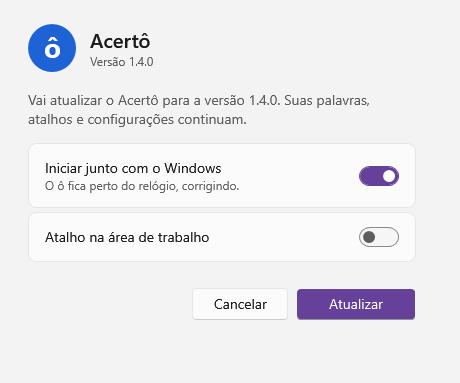 ô
Acertô
Versão 1.4.0
Vai atualizar o Acertô para a versão 1.4.0. Suas palavras,
atalhos e configurações continuam.
Iniciar junto com o Windows
O ô fica perto do relógio, corrigindo.
Atalho na área de trabalho
Cancelar
Atualizar